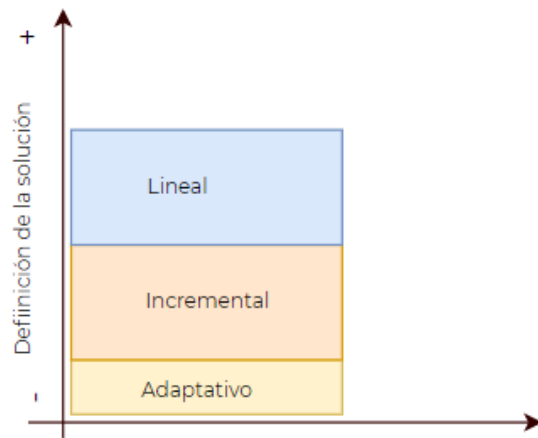 +
Defiinición de la solución
-
Lineal
Incremental
Adaptativo